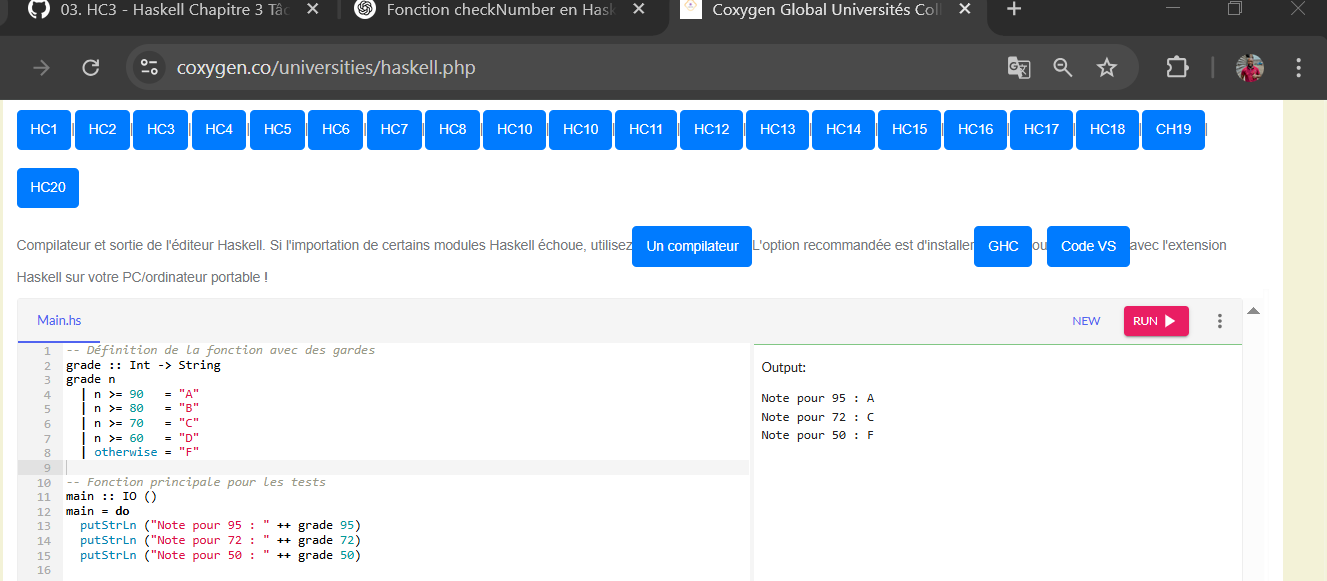 03. HC3 - Haskell Chapitre 3 Tâc
Fonction checkNumber en Hask
Coxygen Global Universités Coll
coxygen.co/universities/haskell.php
HC1 | HC2 | HC3 | HC4 | HC5 | HC6 | HC7 | HC8 | HC10 | HC10 | HC11 | HC12 | HC13 | HC14 | HC15 | HC16 | HC17 | HC18 | CH19 |
HC20
Compilateur et sortie de l'éditeur Haskell. Si l'importation de certains modules Haskell échoue, utilisez Un compilateur L'option recommandée est d'installer GHC ou Code VS avec l'extension
Haskell sur votre PC/ordinateur portable !
Main.hs
NEW
RUN
1 -- Définition de la fonction avec des gardes
2 grade :: Int -> String
3 grade n
4 | n >= 90 = "A"
5 | n >= 80 = "B"
6 | n >= 70 = "C"
7 | n >= 60 = "D"
8 | otherwise = "F"
9
10 -- Fonction principale pour les tests
11 main :: IO ()
12 main = do
13 putStrLn ("Note pour 95 : " ++ grade 95)
14 putStrLn ("Note pour 72 : " ++ grade 72)
15 putStrLn ("Note pour 50 : " ++ grade 50)
16
Output:
Note pour 95 : A
Note pour 72 : C
Note pour 50 : F